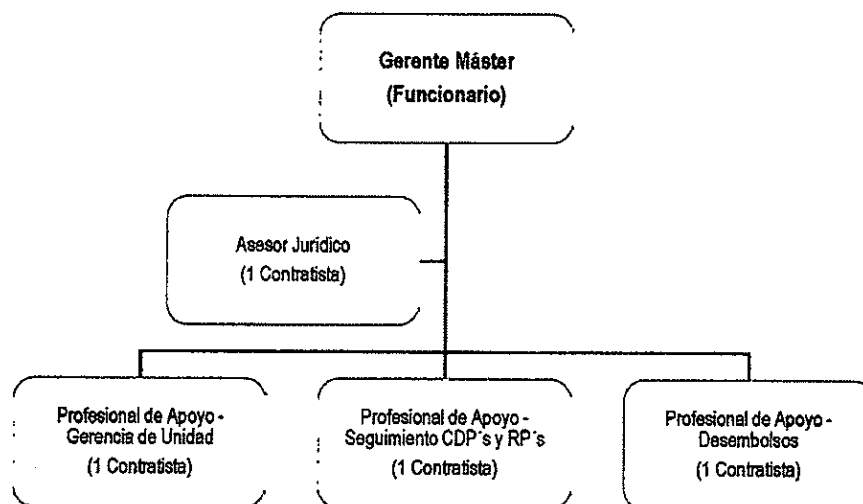 Gerente Máster
(Funcionario)
Asesor Jurídico
(1 Contratista)
Profesional de Apoyo -
Gerencia de Unidad
(1 Contratista)
Profesional de Apoyo -
Seguimiento CDP´s y RP´s
(1 Contratista)
Profesional de Apoyo -
Desembolsos
(1 Contratista)